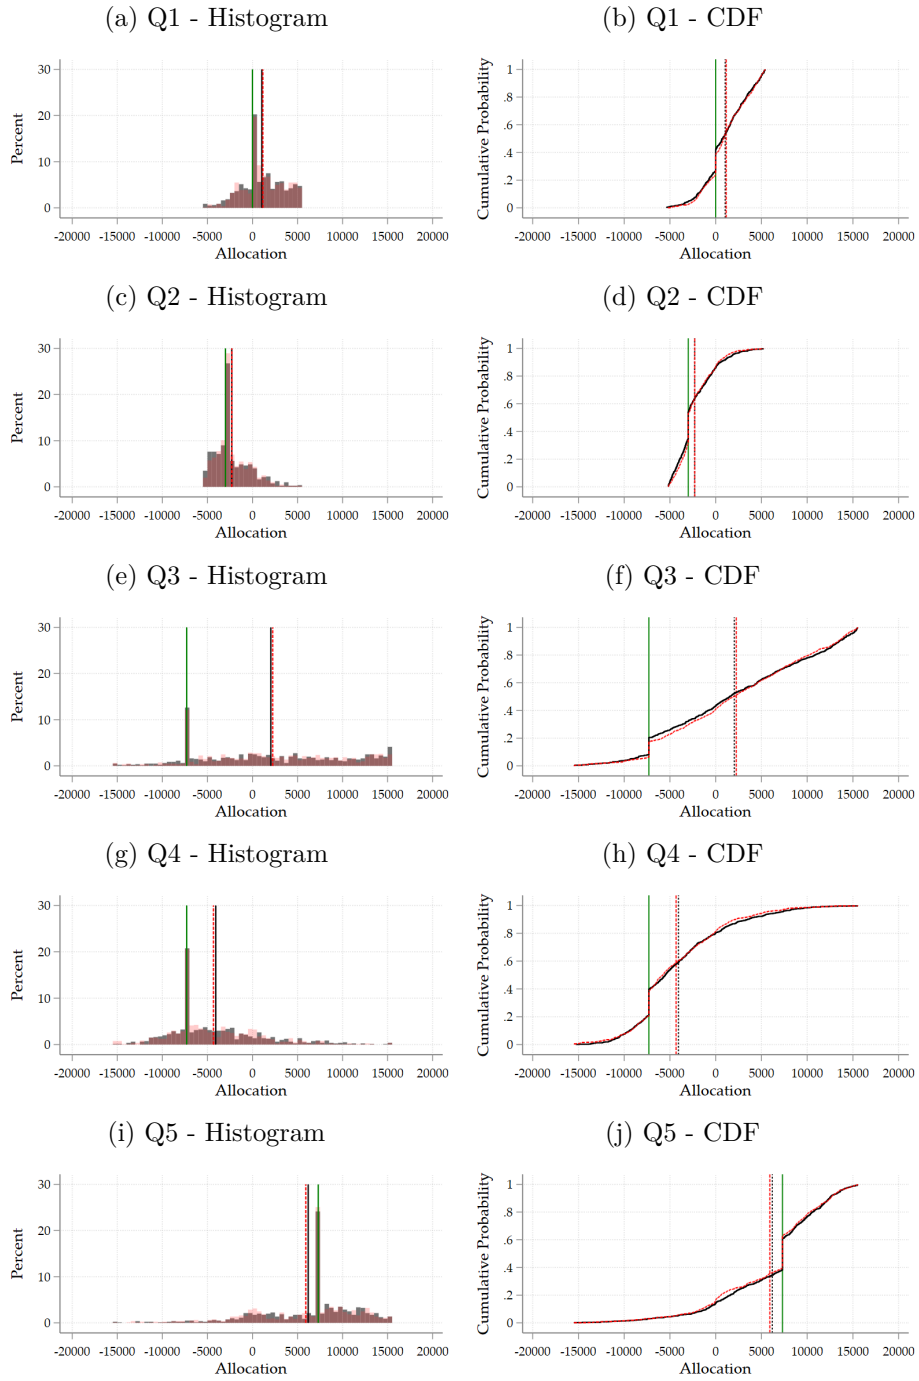 (a) Q1 - Histogram
(b) Q1 - CDF
Percent
30
20
10
0
-20000 -15000 -10000 -5000 0 5000 10000 15000 20000
Allocation
Cumulative Probability
1
.8
.6
.4
.2
0
-20000 -15000 -10000 -5000 0 5000 10000 15000 20000
Allocation
(c) Q2 - Histogram
(d) Q2 - CDF
Percent
30
20
10
0
-20000 -15000 -10000 -5000 0 5000 10000 15000 20000
Allocation
Cumulative Probability
1
.8
.6
.4
.2
0
-20000 -15000 -10000 -5000 0 5000 10000 15000 20000
Allocation
(e) Q3 - Histogram
(f) Q3 - CDF
Percent
30
20
10
0
-20000 -15000 -10000 -5000 0 5000 10000 15000 20000
Allocation
Cumulative Probability
1
.8
.6
.4
.2
0
-20000 -15000 -10000 -5000 0 5000 10000 15000 20000
Allocation
(g) Q4 - Histogram
(h) Q4 - CDF
Percent
30
20
10
0
-20000 -15000 -10000 -5000 0 5000 10000 15000 20000
Allocation
Cumulative Probability
1
.8
.6
.4
.2
0
-20000 -15000 -10000 -5000 0 5000 10000 15000 20000
Allocation
(i) Q5 - Histogram
(j) Q5 - CDF
Percent
30
20
10
0
-20000 -15000 -10000 -5000 0 5000 10000 15000 20000
Allocation
Cumulative Probability
1
.8
.6
.4
.2
0
-20000 -15000 -10000 -5000 0 5000 10000 15000 20000
Allocation